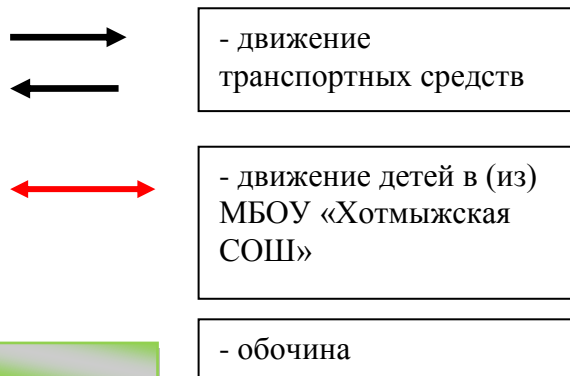 - движение
транспортных средств
- движение детей в (из)
МБОУ «Хотмыжская
СОШ»
- обочина